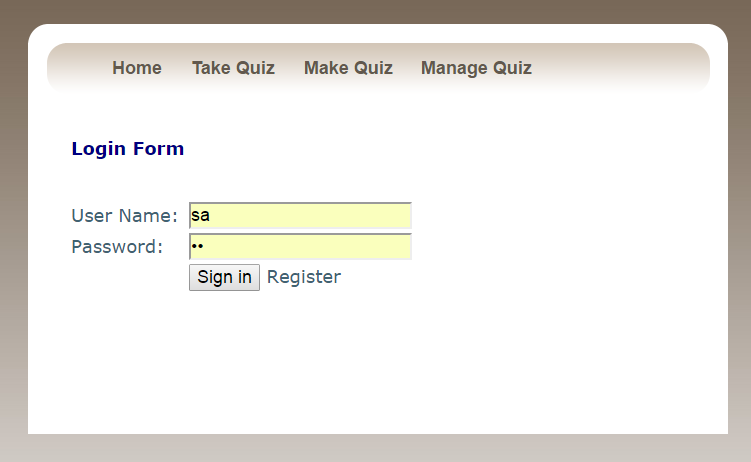 Home Take Quiz Make Quiz Manage Quiz
Login Form
User Name: sa
Password: ••
Sign in Register